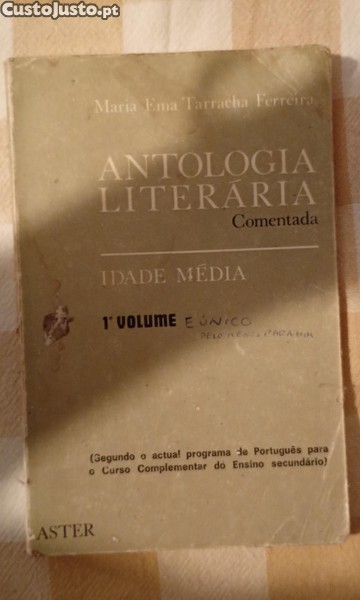 CustoJusto.pt
Maria Ema Tarracha Ferreira
ANTOLOGIA
LITERÁRIA
Comentada
IDADE MÉDIA
1º VOLUME E ÚNICO
(Segundo o actual programa de Português para
o Curso Complementar do Ensino secundário)
ASTER